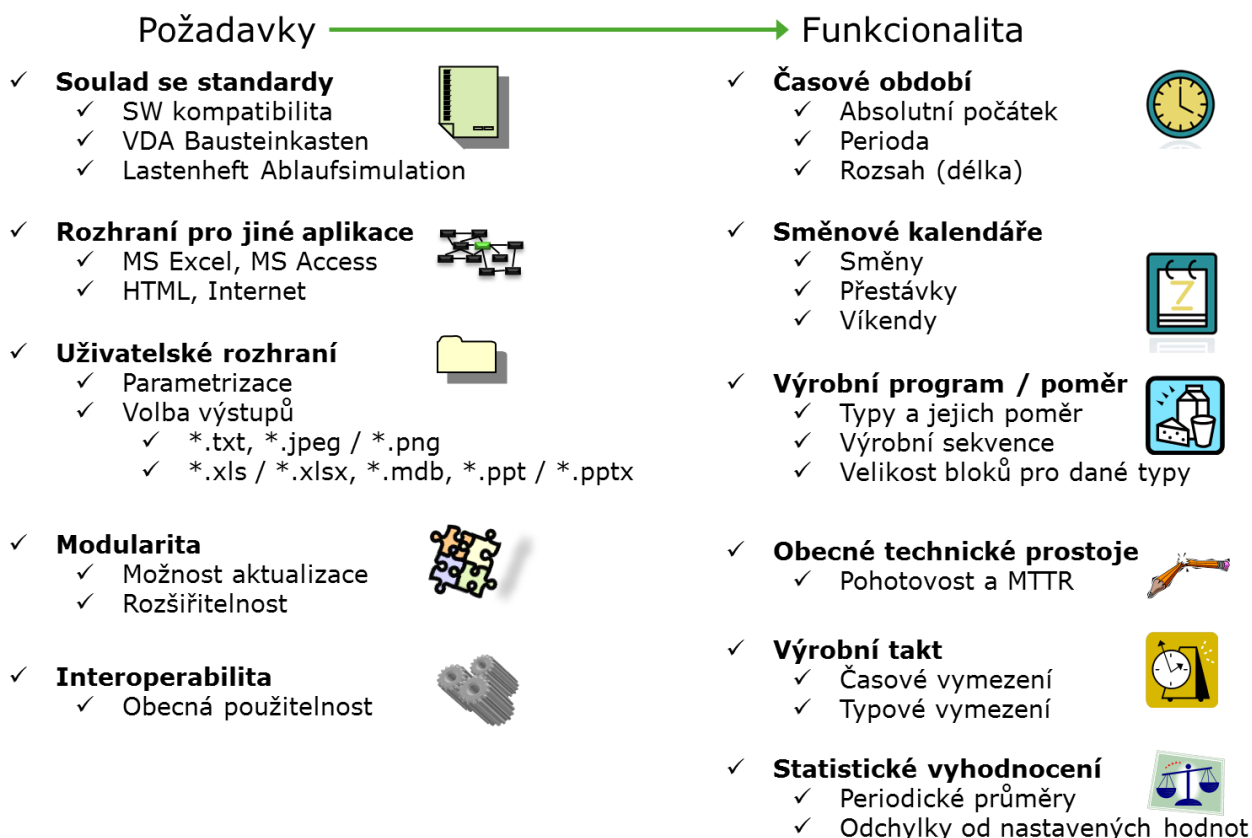 Požadavky
Funkcionalita
✓ Soulad se standardy
✓ SW kompatibilita
✓ VDA Bausteinkasten
✓ Lastenheft Ablaufsimulation
✓ Rozhraní pro jiné aplikace
✓ MS Excel, MS Access
✓ HTML, Internet
✓ Uživatelské rozhraní
✓ Parametrizace
✓ Volba výstupů
✓ *.txt, *.jpeg / *.png
✓ *.xls / *.xlsx, *.mdb, *.ppt / *.pptx
✓ Modularita
✓ Možnost aktualizace
✓ Rozšiřitelnost
✓ Interoperabilita
✓ Obecná použitelnost
✓ Časové období
✓ Absolutní počátek
✓ Perioda
✓ Rozsah (délka)
✓ Směnové kalendáře
✓ Směny
✓ Přestávky
✓ Víkendy
7
✓ Výrobní program / poměr
✓ Typy a jejich poměr
✓ Výrobní sekvence
✓ Velikost bloků pro dané typy
✓ Obecné technické prostoje
✓ Pohotovost a MTTR
✓ Výrobní takt
✓ Časové vymezení
✓ Typové vymezení
✓ Statistické vyhodnocení
✓ Periodické průměry
✓ Odchylky od nastavených hodnot